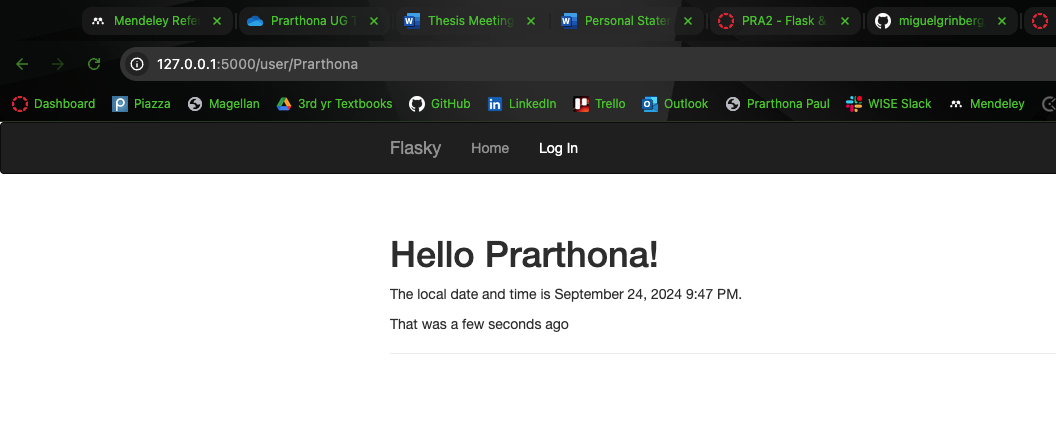 Mendeley Refe Prarthona UG T Thesis Meeting Personal Stater PRA2 - Flask & miguelgrinberg
127.0.0.1:5000/user/Prarthona
Dashboard Piazza Magellan 3rd yr Textbooks GitHub LinkedIn Trello Outlook Prarthona Paul WISE Slack Mendeley
Flasky Home Log In
Hello Prarthona!
The local date and time is September 24, 2024 9:47 PM.
That was a few seconds ago